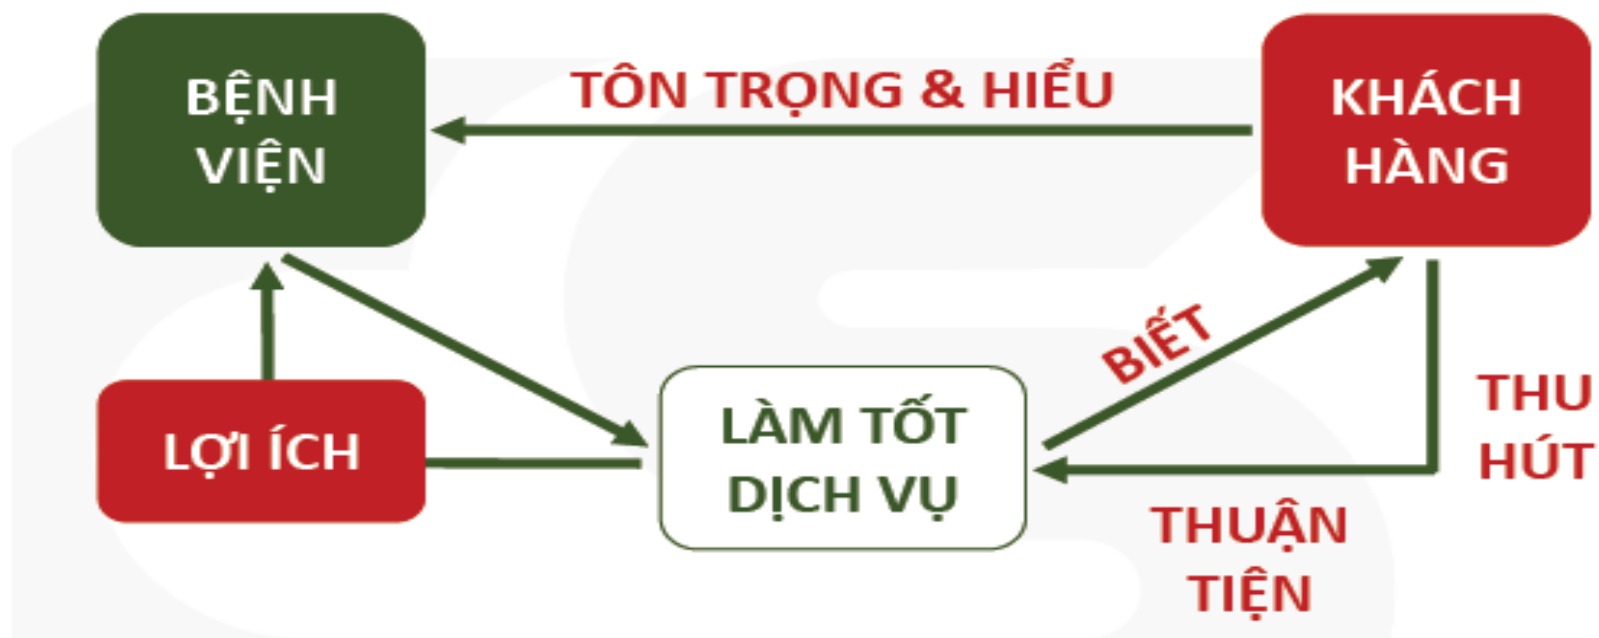 BỆNH
VIỆN
TÔN TRỌNG & HIỂU
KHÁCH
HÀNG
BIẾT
THU
HÚT
LỢI ÍCH
LÀM TỐT
DỊCH VỤ
THUẬN
TIỆN